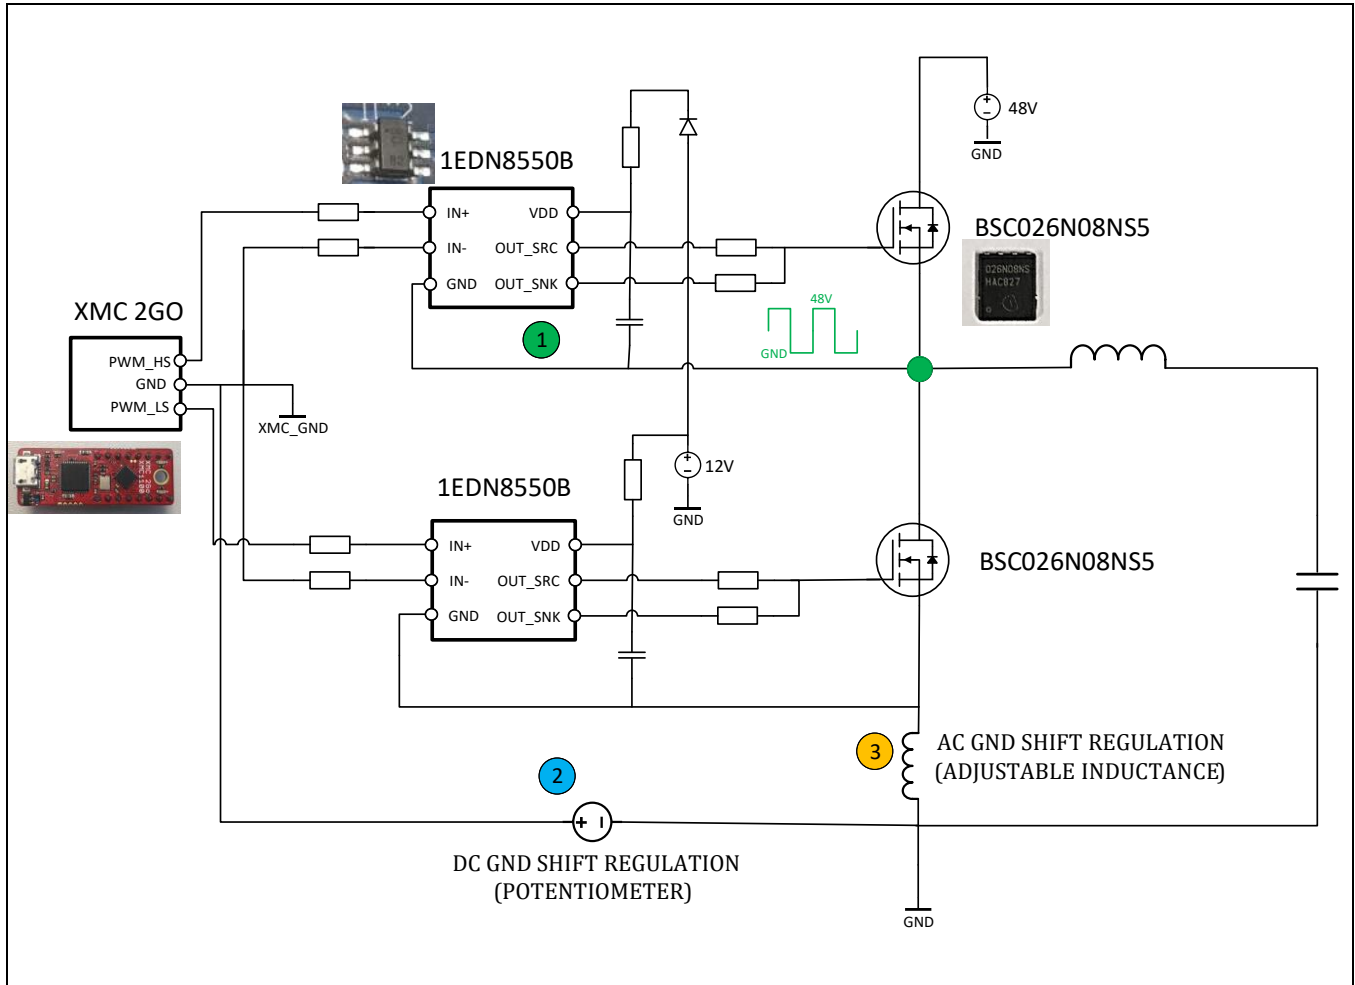 48V
GND
1EDN8550B
IN+
VDD
IN-
OUT_SRC
GND
OUT_SNK
BSC026N08NS5
026N08NS
HAC827
XMC 2GO
PWM_HS
GND
PWM_LS
XMC_GND
1
48V
GND
12V
GND
1EDN8550B
IN+
VDD
IN-
OUT_SRC
GND
OUT_SNK
BSC026N08NS5
3
AC GND SHIFT REGULATION
(ADJUSTABLE INDUCTANCE)
2
DC GND SHIFT REGULATION
(POTENTIOMETER)
GND